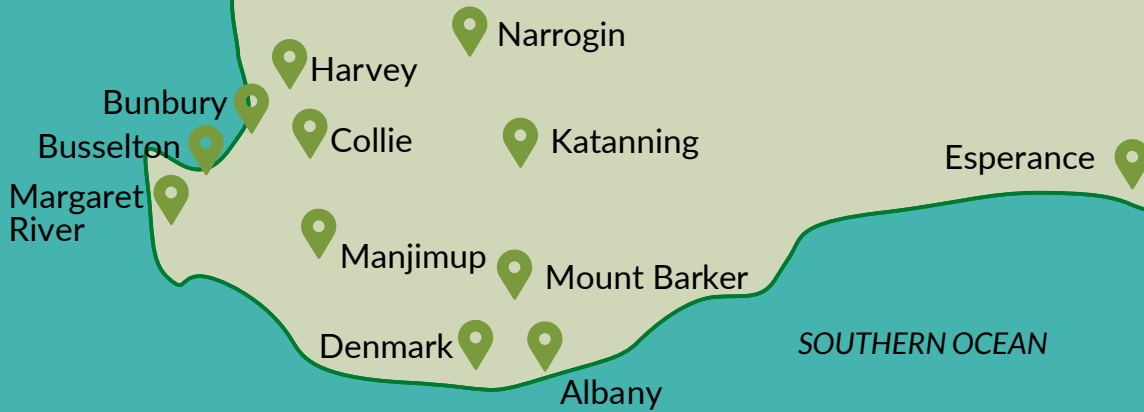 Narrogin
Harvey
Bunbury
Collie
Katanning
Busselton
Esperance
Margaret
River
Manjimup
Mount Barker
Denmark
SOUTHERN OCEAN
Albany